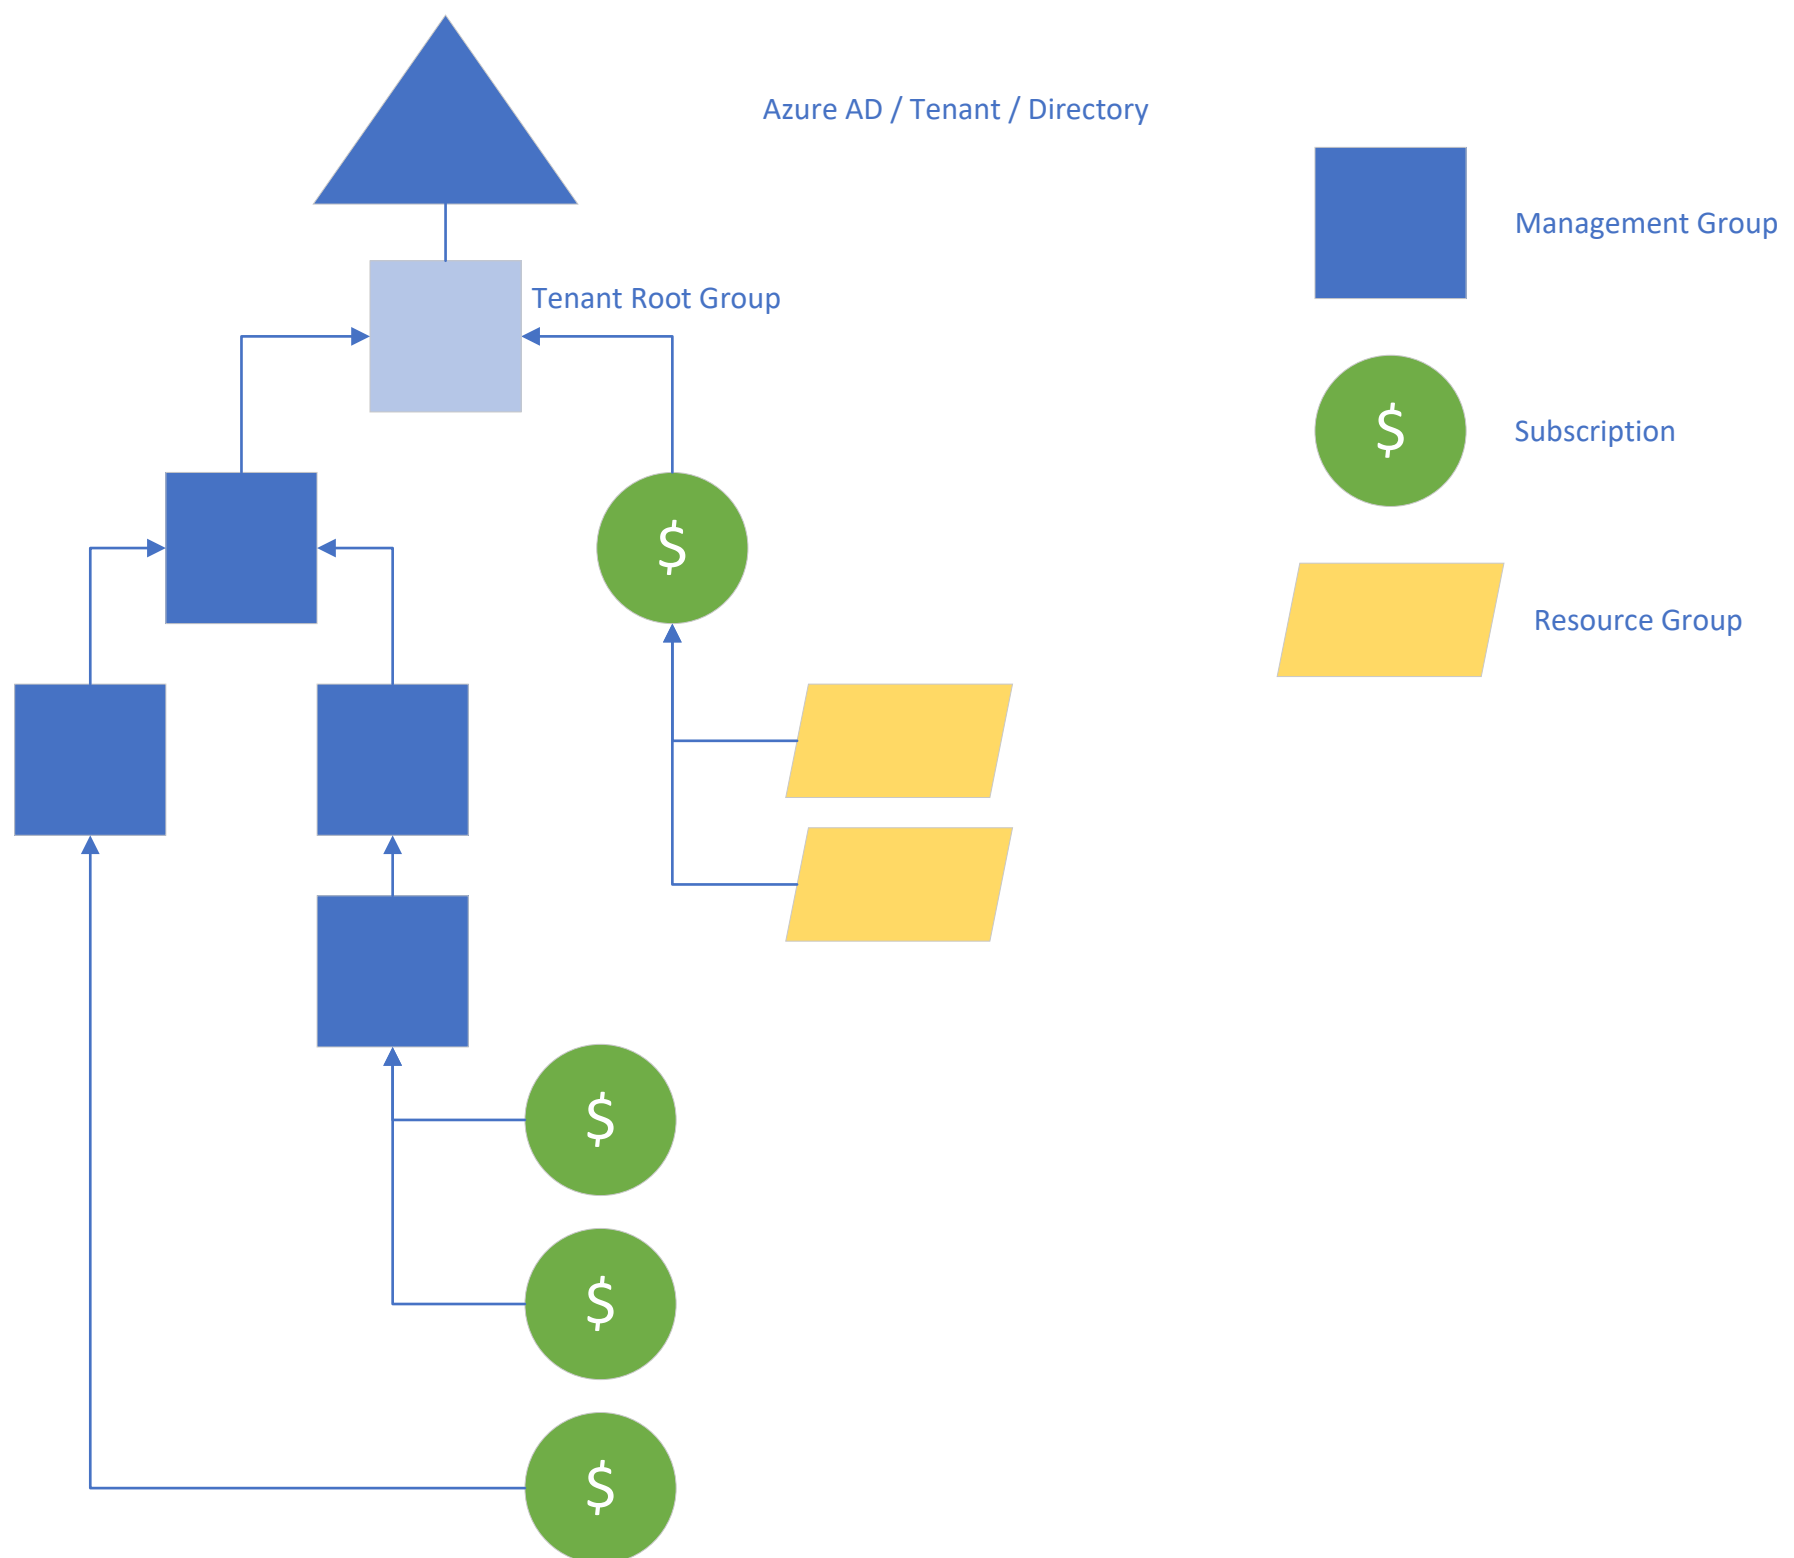 Azure AD / Tenant / Directory
Management Group
Tenant Root Group
$
Subscription
$
Resource Group
$
$
$